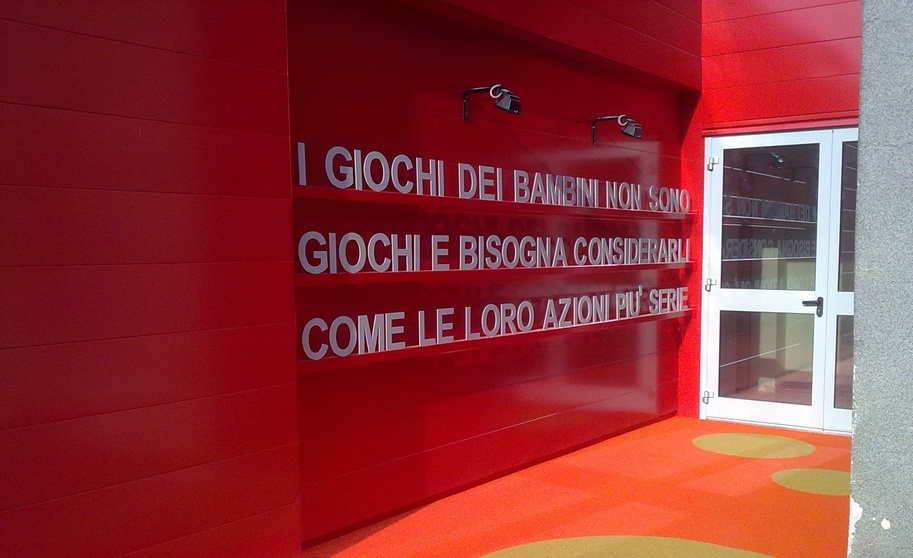 I GIOCHI DEI BAMBINI NON SONO
GIOCHI E BISOGNA CONSIDERARLI
COME LE LORO AZIONI PIU' SERIE